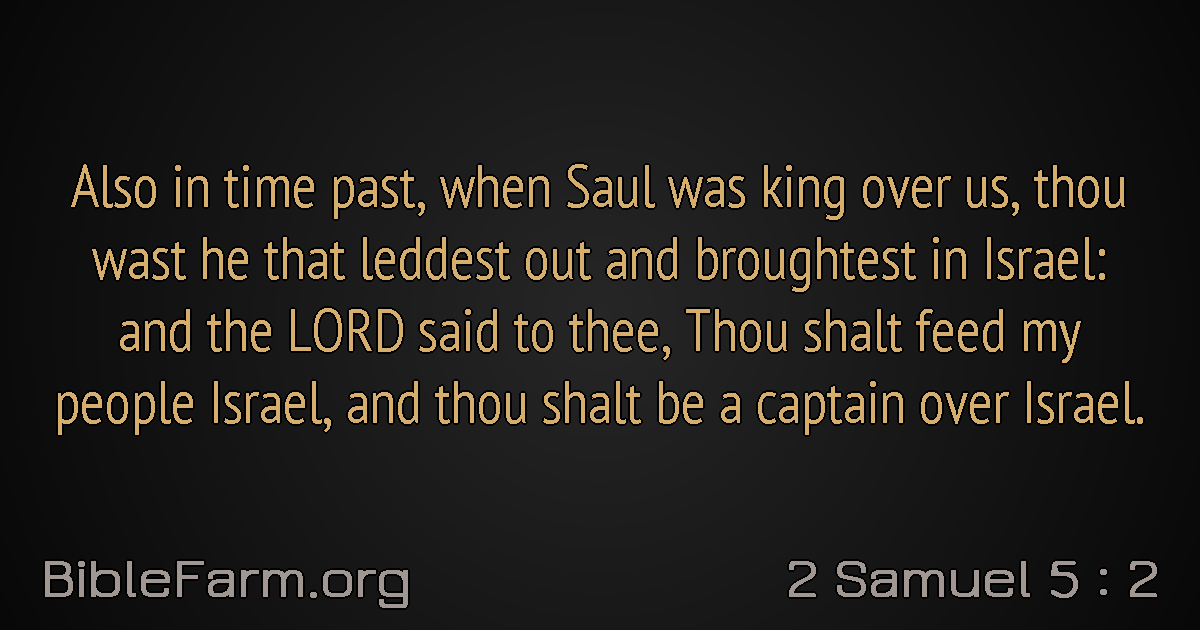 Also in time past, when Saul was king over us, thou
wast he that leddest out and broughtest in Israel:
and the LORD said to thee, Thou shalt feed my
people Israel, and thou shalt be a captain over Israel.
BibleFarm.org
2 Samuel 5 : 2